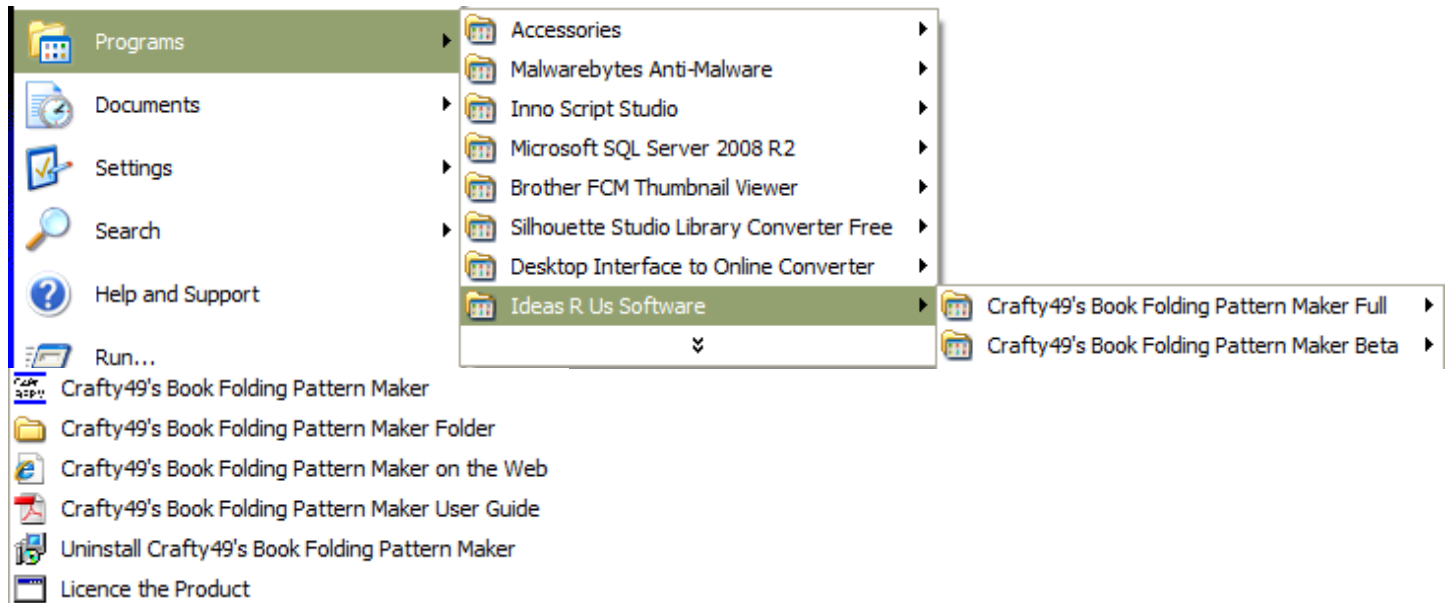 Programs
Documents
Settings
Search
Help and Support
Run...
Accessories
Malwarebytes Anti-Malware
Inno Script Studio
Microsoft SQL Server 2008 R2
Brother FCM Thumbnail Viewer
Silhouette Studio Library Converter Free
Desktop Interface to Online Converter
Ideas R Us Software
Crafty49's Book Folding Pattern Maker Full
Crafty49's Book Folding Pattern Maker Beta
Crafty49's Book Folding Pattern Maker
Crafty49's Book Folding Pattern Maker Folder
Crafty49's Book Folding Pattern Maker on the Web
Crafty49's Book Folding Pattern Maker User Guide
Uninstall Crafty49's Book Folding Pattern Maker
Licence the Product